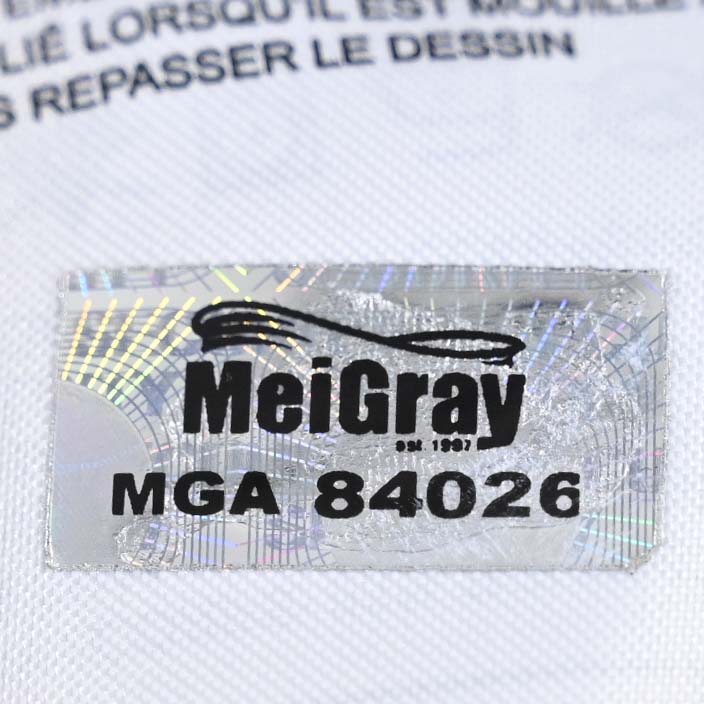 LIÉ LORSQU'IL EST MOUILLÉ
S REPASSER LE DESSIN
MeiGray
est. 1997
MGA 84026